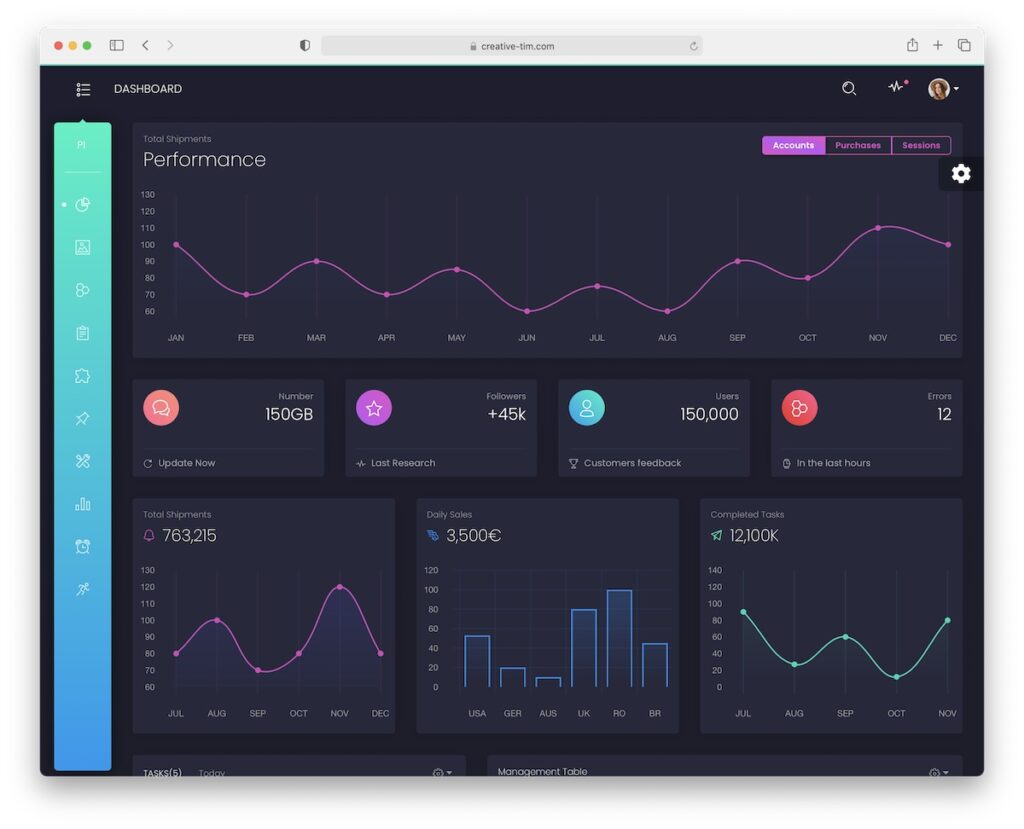 creative-tim.com
DASHBOARD
PI
Total Shipments
Performance
Accounts Purchases Sessions
130
120
110
100
90
80
70
60
JAN FEB MAR APR MAY JUN JUL AUG SEP OCT NOV DEC
Number
150GB
Update Now
Followers
+45k
Last Research
Users
150,000
Customers feedback
Errors
12
In the last hours
Total Shipments
763,215
130
120
110
100
90
80
70
60
JUL AUG SEP OCT NOV DEC
Daily Sales
3,500€
120
100
80
60
40
20
0
USA GER AUS UK RO BR
Completed Tasks
12,100K
140
120
100
80
60
40
20
0
JUL AUG SEP OCT NOV
TASKS(5) Today
Management Table